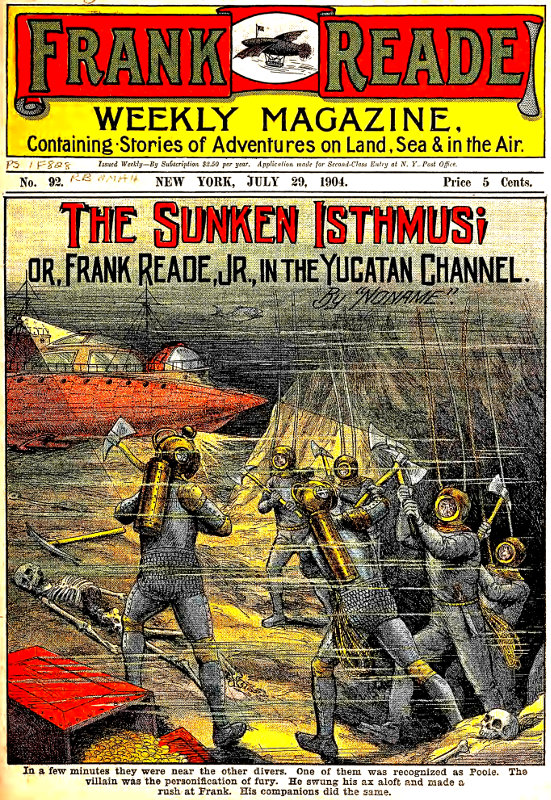 FRANK READE
WEEKLY MAGAZINE,
Containing Stories of Adventures on Land, Sea & in the Air.
Issued Weekly—By Subscription $2.50 per year. Application made for Second-Class Entry at N. Y. Post Office.
No. 92. NEW YORK, JULY 29, 1904. Price 5 Cents.
THE SUNKEN ISTHMUS;
OR, FRANK READE, JR., IN THE YUCATAN CHANNEL.
By "NONAME".
In a few minutes they were near the other divers. One of them was recognized as Poole. The
villain was the personification of fury. He swung his ax aloft and made a
rush at Frank. His companions did the same.